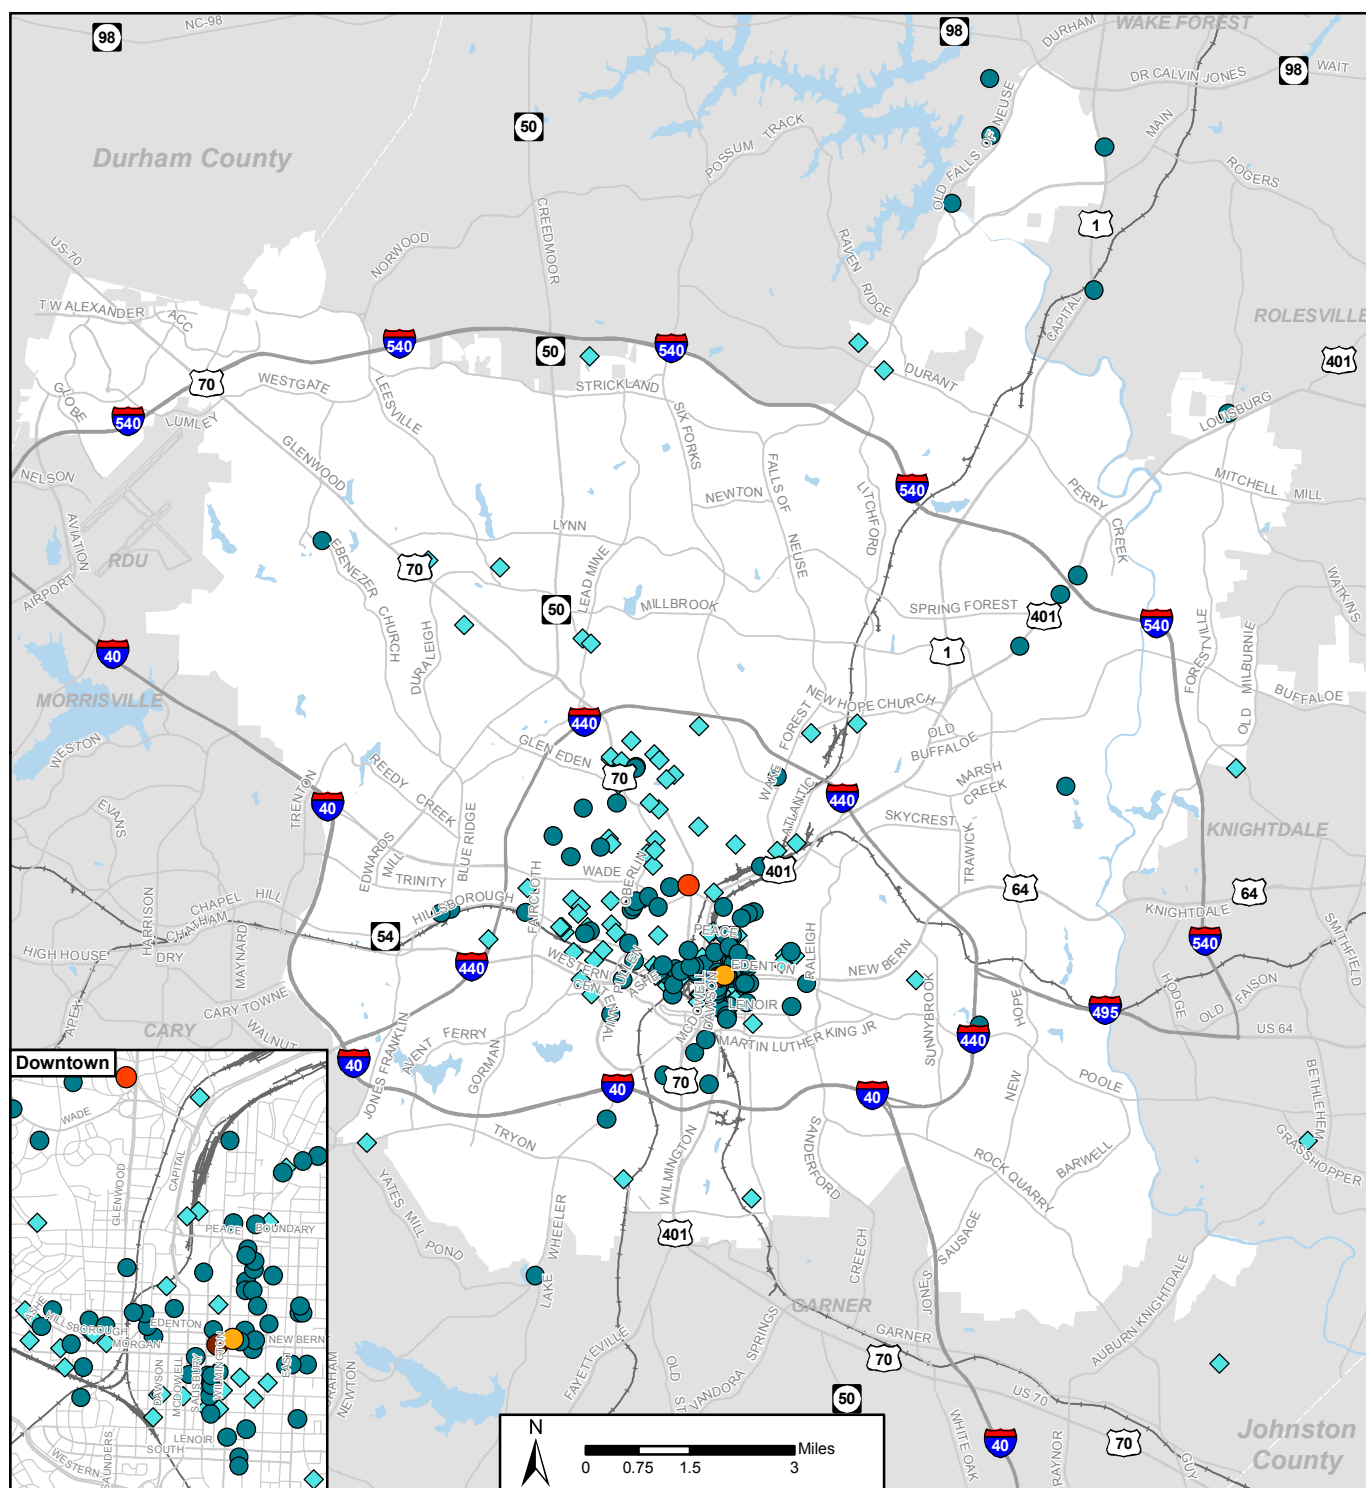 NC-98
98
98
DURHAM
WAKE FOREST
98
WAIT
DR CALVIN JONES
50
Durham County
POSSUM TRACK
OLD FALLS OF NEUSE
MAIN
ROGERS
1
US-70
NORWOOD
CREEDMOOR
RAVEN RIDGE
T W ALEXANDER
ACC
CAPITAL
ROLESVILLE
540
50
540
401
70
WESTGATE
LEESVILLE
STRICKLAND
DURANT
GLOBE
540
LUMLEY
SIX FORKS
LOUISBURG
GLENWOOD
NELSON
FALLS OF NEUSE
LITCHFORD
540
NEWTON
PERRY CREEK
MITCHELL MILL
AVIATION
LYNN
RDU
EBENEZER CHURCH
70
LEAD MINE
AIRPORT
50
MILLBROOK
SPRING FOREST
401
540
WATKINS
DURALEIGH
40
1
FORESTVILLE
OLD MILBURNIE
BUFFALOE
MORRISVILLE
NEW HOPE CHURCH
WESTON
440
GLEN EDEN
WAKE FOREST
OLD BUFFALOE
REEDY CREEK
70
MARSH CREEK
TRENTON
40
ATLANTIC
440
EVANS
BLUE RIDGE
SKYCREST
KNIGHTDALE
EDWARDS MILL
TRAWICK
WADE
OBERLIN
401
TRINITY
64
64
HARRISON
CHAPEL HILL
CHATHAM
HILLSBOROUGH
FAIRCLOTH
KNIGHTDALE
SMITHFIELD
HIGH HOUSE
DRY
MAYNARD
54
PEACE
RALEIGH
540
440
WESTERN
PULLEN
ASHE
EDENTON
NEW BERN
CENTENNIAL
MCDOWELL
DAWSON
LENOIR
SUNNYBROOK
HOPE
HODGE
OLD FAISON
APEX
CARY TOWNE
CARY
WALNUT
495
US 64
JONES FRANKLIN
AVENT FERRY
GORMAN
MARTIN LUTHER KING JR
440
Downtown
40
40
70
40
NEW
POOLE
BETHLEHEM
GRASSHOPPER
TRYON
WILMINGTON
SANDERFORD
ROCK QUARRY
BARWELL
YATES MILL POND
LAKE WHEELER
401
CREECH
SAUSAGE
JONES
AUBURN KNIGHTDALE
GARNER
GARNER
70
US 70
FAYETTEVILLE
OLD ST
VANDORA SPRINGS
50
WHITE OAK
40
RAYNOR
70
GUY
Johnston
County
WADE
GLENWOOD
CAPITAL
PEACE
BOUNDARY
ASHE
HILLSBOROUGH
MORGAN
EDENTON
NEW BERN
DAWSON
MCDOWELL
SALISBURY
WILMINGTON
EAST
LENOIR
SOUTH
WESTERN
SAUNDERS
NEWTON
N
Miles
0
0.75
1.5
3